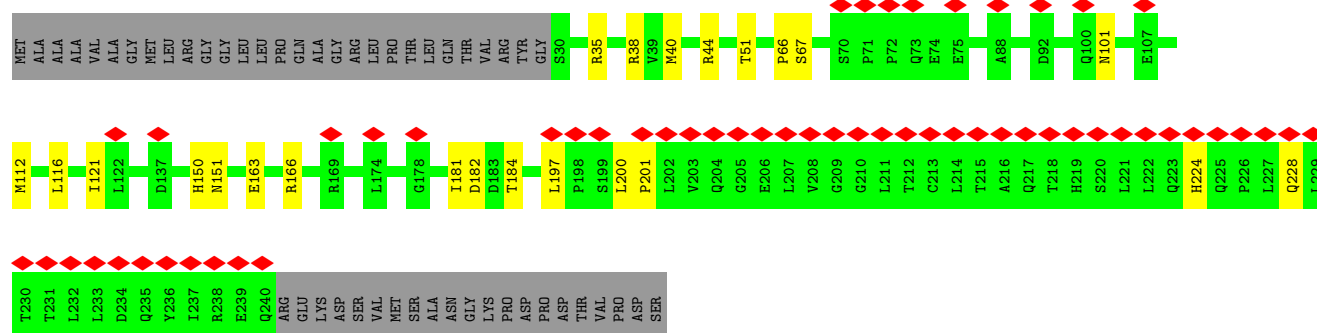 MET ALA ALA ALA VAL ALA GLY MET LEU ARG GLY GLY LEU LEU PRO GLN ALA GLY ARG LEU PRO THR LEU GLN THR VAL ARG TYR GLY S30 R35 R38 V39 M40 R44 T51 P66 S67 S70 P71 P72 Q73 E74 E75 A88 D92 Q100 N101 E107
M112 L116 I121 L122 D137 H150 N151 E163 R166 R169 L174 G178 I181 D182 D183 T184 L197 P198 S199 L200 P201 L202 V203 Q204 G205 E206 L207 V208 G209 G210 L211 T212 C213 L214 T215 A216 Q217 T218 H219 S220 L221 L222 Q223 H224 Q225 P226 L227 Q228 L229
T230 T231 L232 L233 D234 Q235 Y236 I237 R238 E239 Q240 ARG GLU LYS ASP SER VAL MET SER ALA ASN GLY LYS PRO ASP PRO ASP THR VAL PRO ASP SER